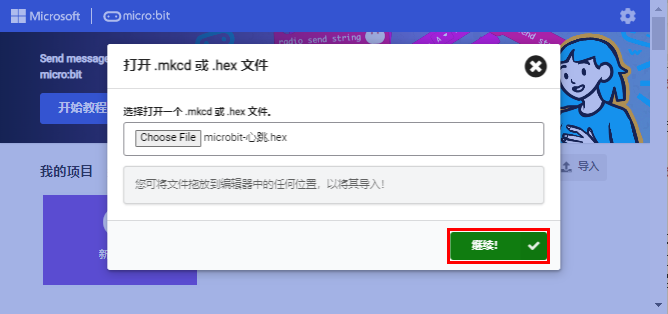 Microsoft
micro:bit
radio send string
Send message
micro:bit
开始教程
打开 .mkcd 或 .hex 文件
选择打开一个 .mkcd 或 .hex 文件。
Choose File microbit-心跳.hex
您可将文件拖放到编辑器中的任何位置，以将其导入！
继续!
我的项目
导入
新